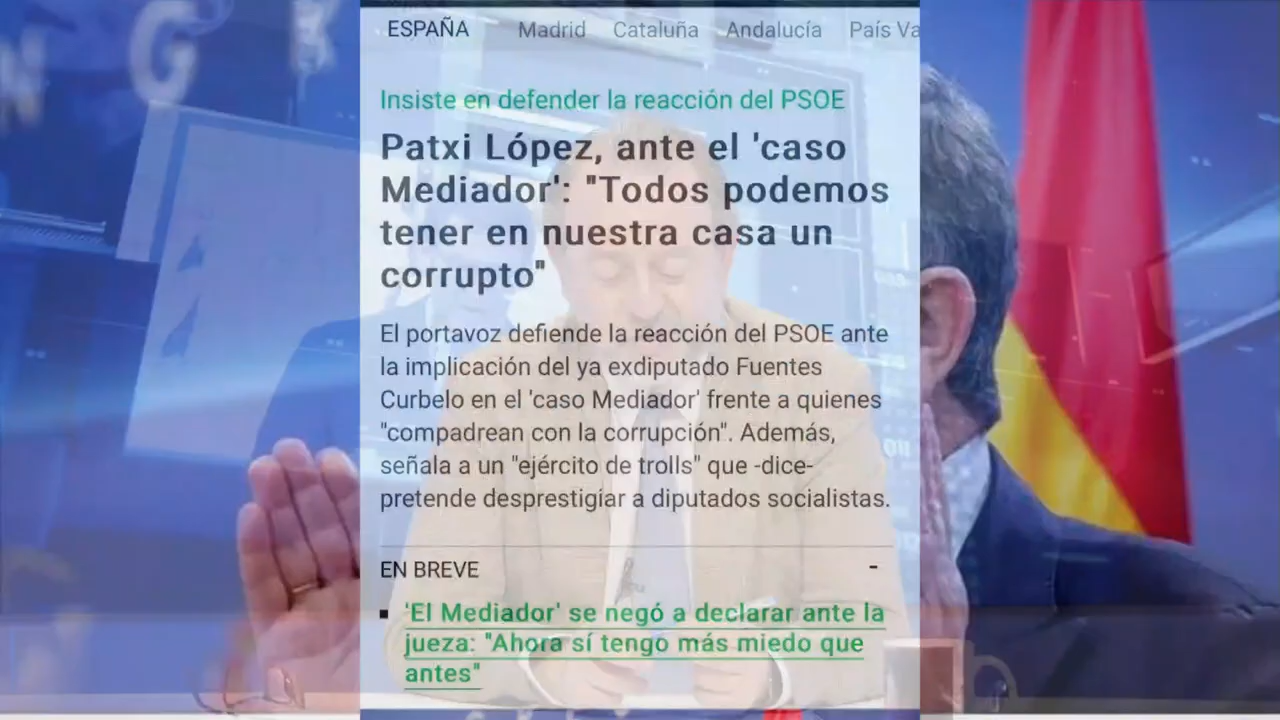 ESPAÑA Madrid Cataluña Andalucía País Va
Insiste en defender la reacción del PSOE
Patxi López, ante el 'caso
Mediador': "Todos podemos
tener en nuestra casa un
corrupto"
El portavoz defiende la reacción del PSOE ante
la implicación del ya exdiputado Fuentes
Curbelo en el 'caso Mediador' frente a quienes
"compadrean con la corrupción". Además,
señala a un "ejército de trolls" que -dice-
pretende desprestigiar a diputados socialistas.
EN BREVE -
'El Mediador' se negó a declarar ante la
jueza: "Ahora sí tengo más miedo que
antes"